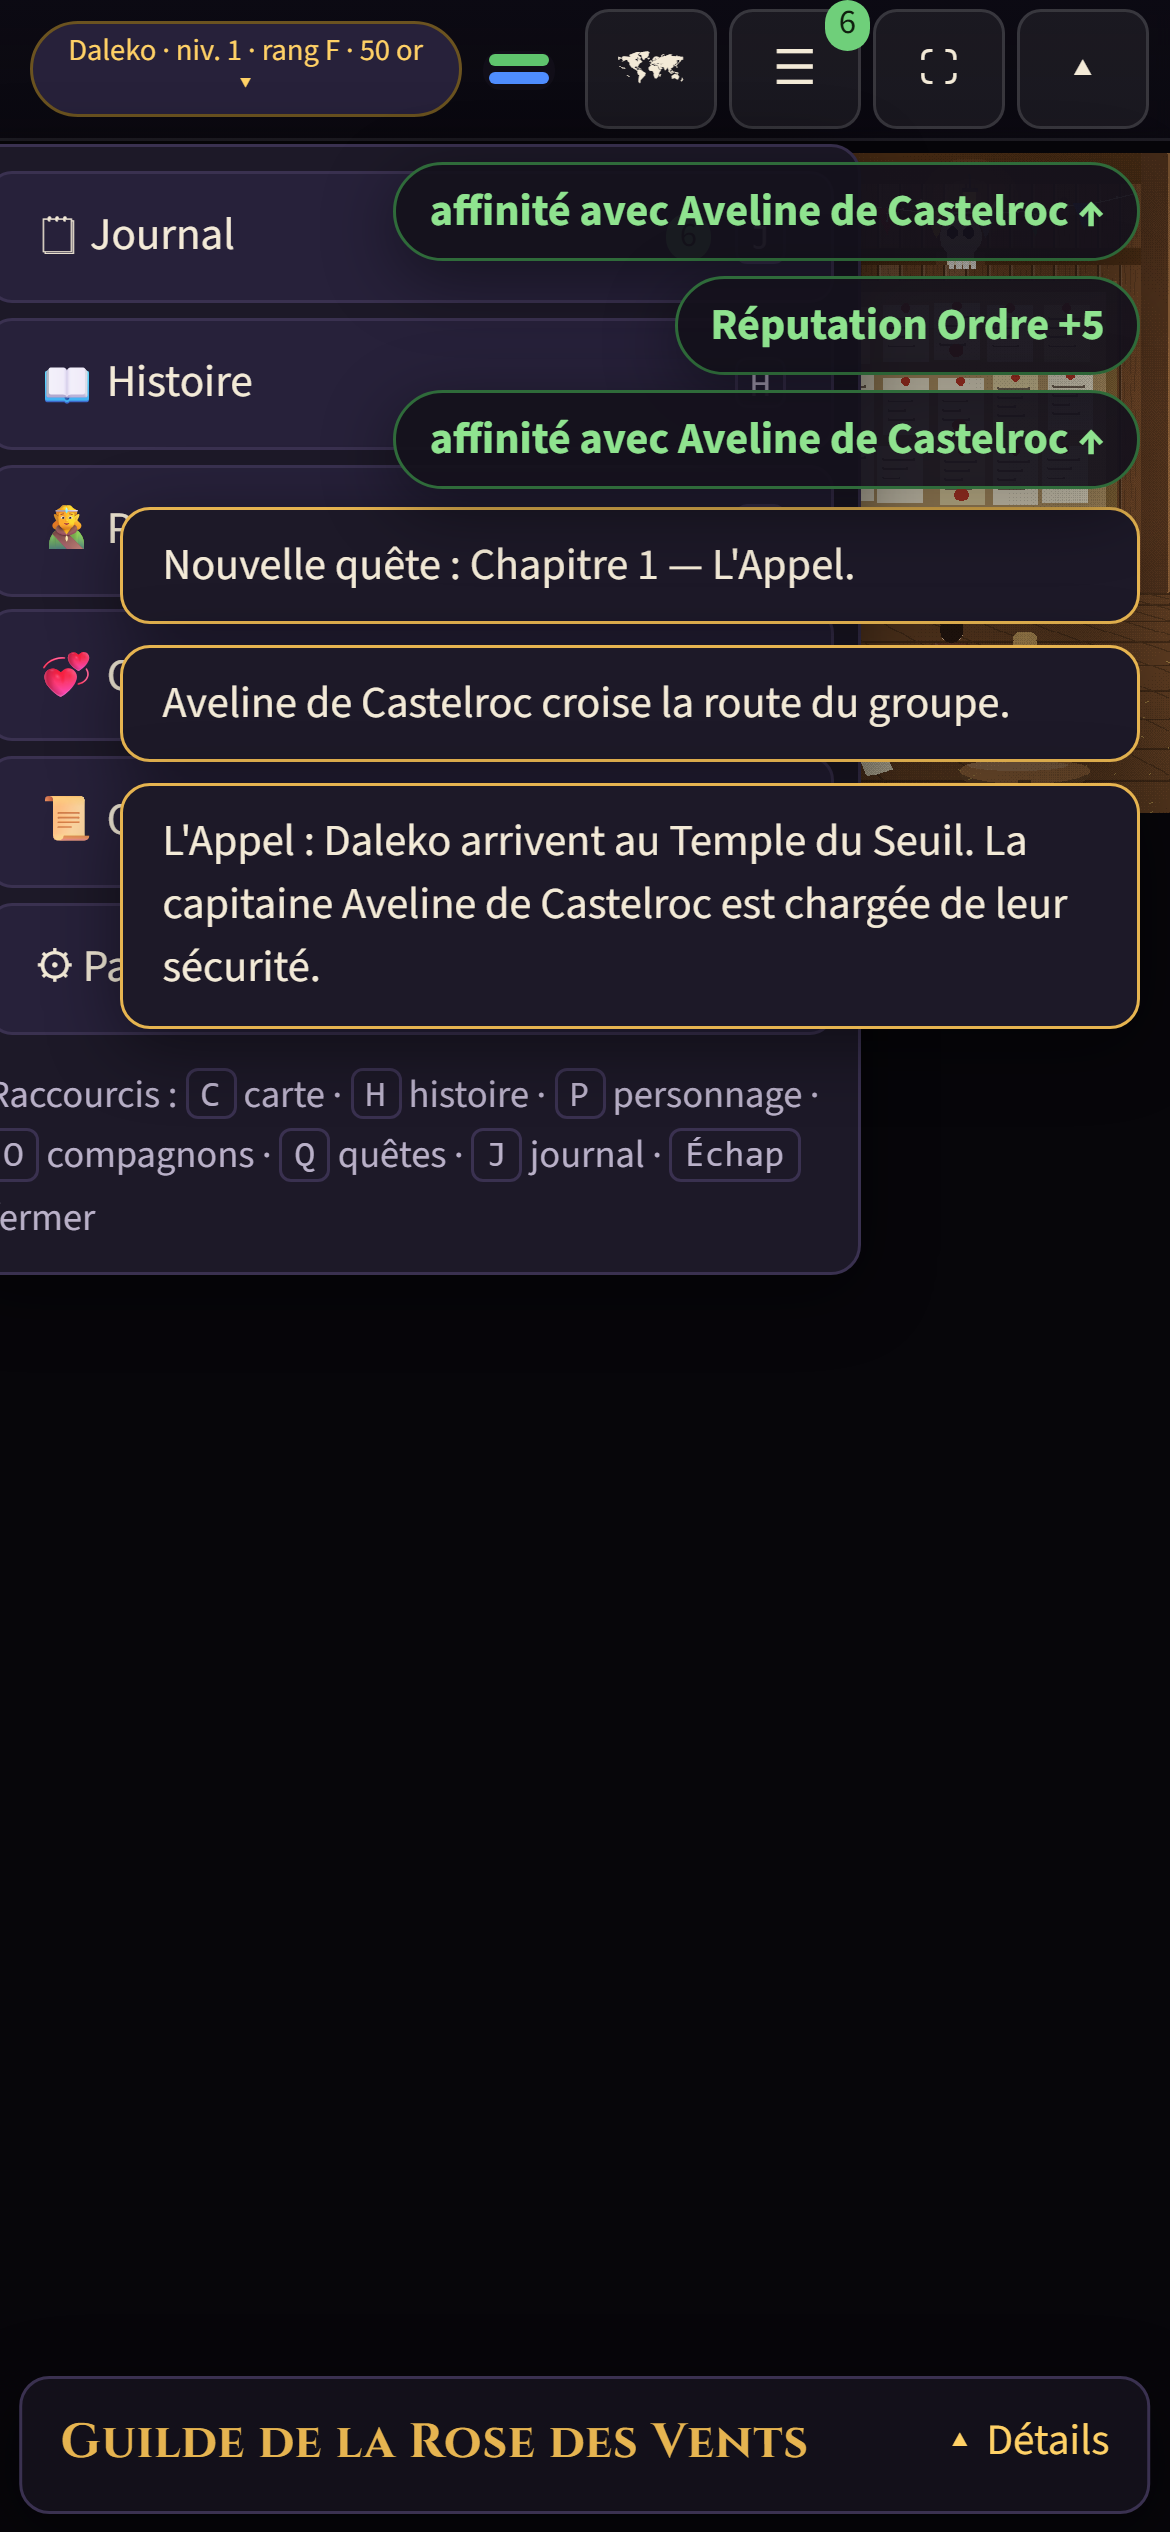 Daleko · niv. 1 · rang F · 50 or
6
Journal
affinité avec Aveline de Castelroc ↑
Réputation Ordre +5
Histoire
H
affinité avec Aveline de Castelroc ↑
Nouvelle quête : Chapitre 1 — L'Appel.
Aveline de Castelroc croise la route du groupe.
L'Appel : Daleko arrivent au Temple du Seuil. La
capitaine Aveline de Castelroc est chargée de leur
sécurité.
Pa
Raccourcis : C carte · H histoire · P personnage ·
O compagnons · Q quêtes · J journal · Échap
fermer
Guilde de la Rose des Vents
▲ Détails